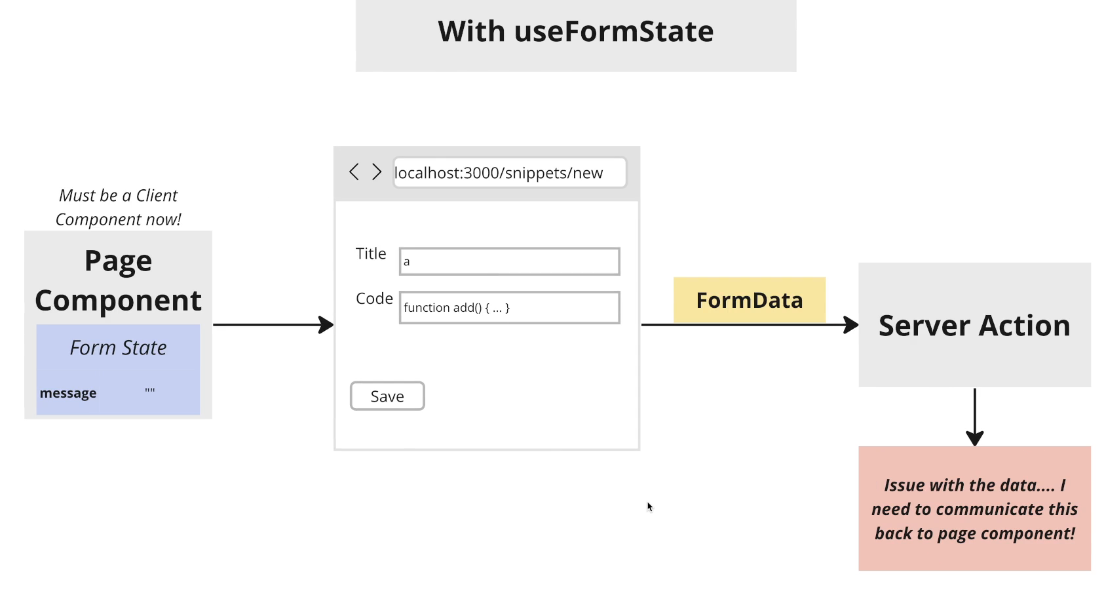 With useFormState
Must be a Client
Component now!
Page
Component
Form State
message ""
localhost:3000/snippets/new
Title a
Code function add() { ... }
Save
FormData
Server Action
Issue with the data.... I
need to communicate this
back to page component!